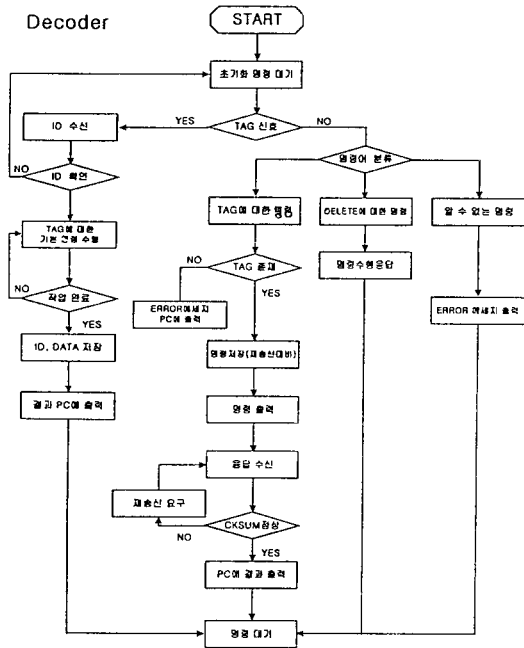 Decoder
START
초기화 명령 대기
YES
TAG 신호
NO
ID 수신
명령어 분류
NO
ID 확인
TAG에 대한 명령
DELETE에 대한 명령
알 수 없는 명령
TAG에 대한
기본 명령 수행
NO
TAG 존재
명령수행응답
NO
작업 완료
ERROR메세지
PC에 출력
YES
ERROR 메세지 출력
YES
ID, DATA 저장
명령저장(재송신대비)
결과 PC에 출력
명령 출력
응답 수신
재송신 요구
NO
CKSUM정상
YES
PC에 결과 출력
명령 대기